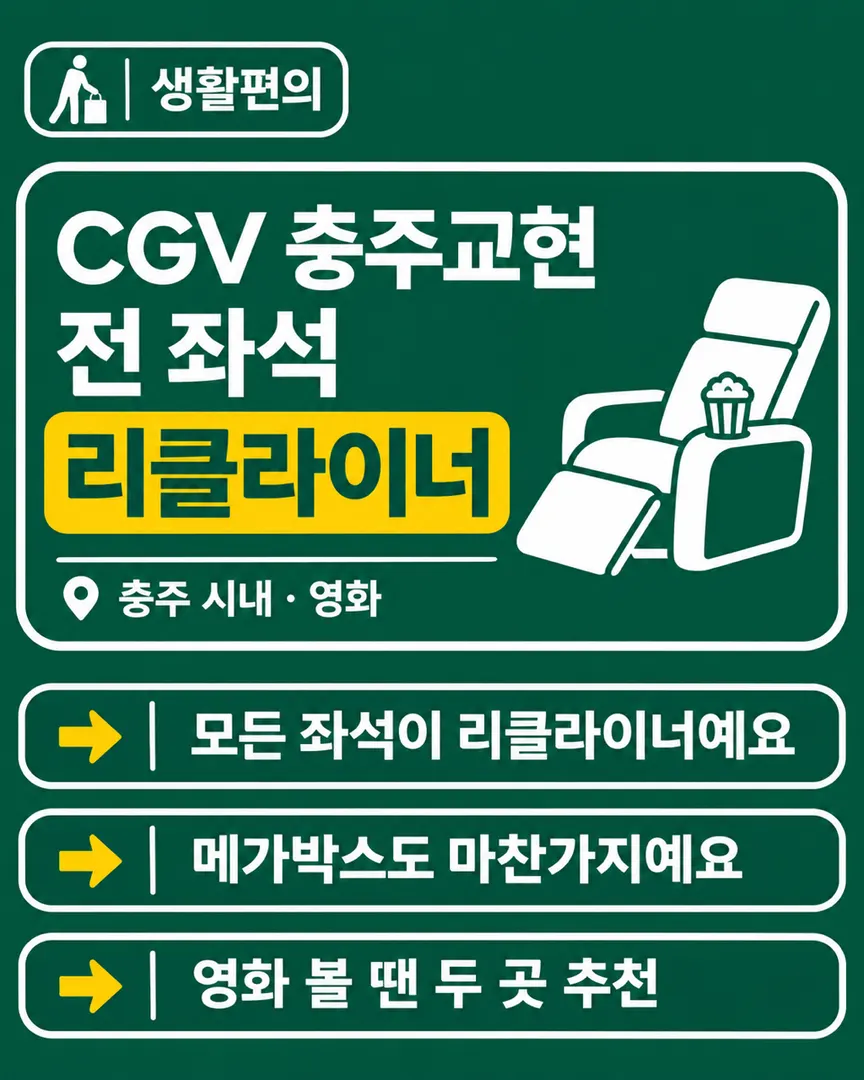 생활편의
CGV 충주교현
전 좌석
리클라이너
충주 시내 · 영화
모든 좌석이 리클라이너예요
메가박스도 마찬가지예요
영화 볼 땐 두 곳 추천